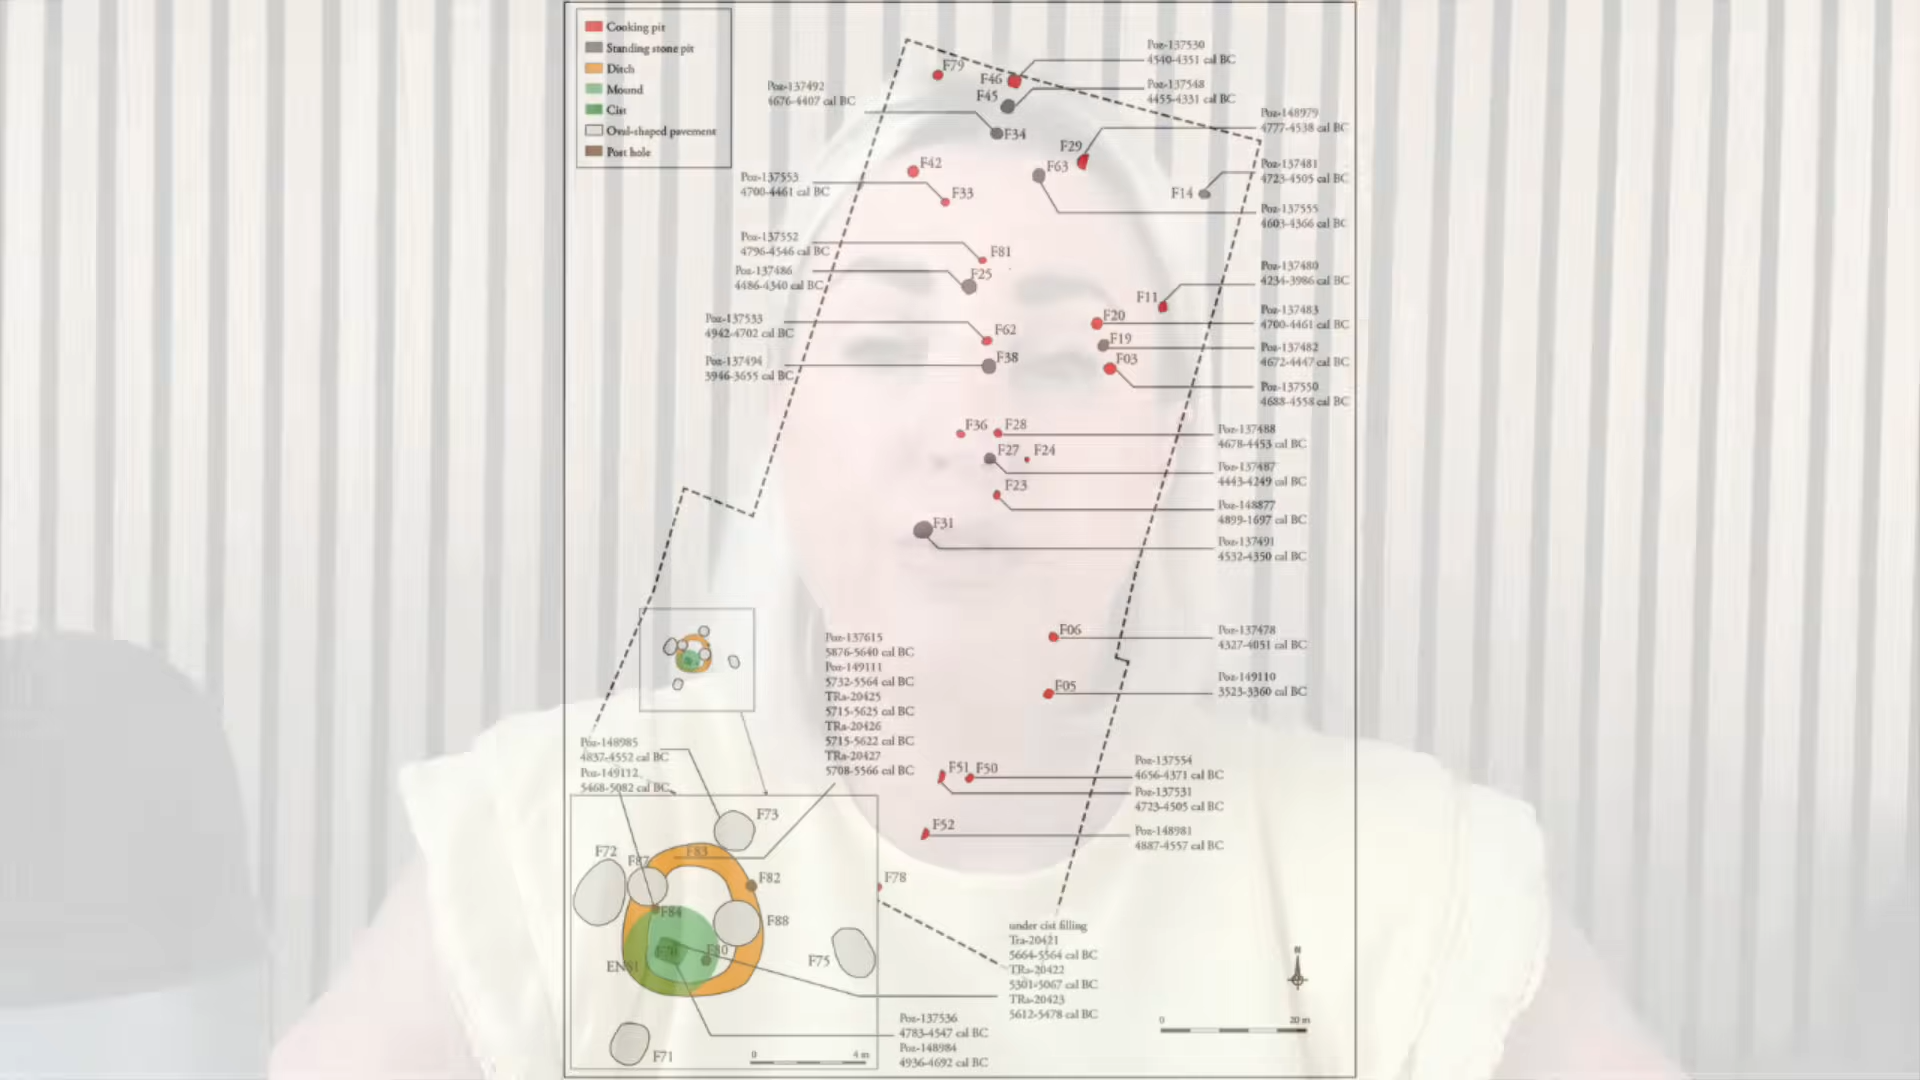 Cooking pit
Standing stone pit
Ditch
Mound
Cist
Oval-shaped pavement
Post hole
F79
F46
F45
F34
Poz-137530
4540-4351 cal BC
Poz-137548
4455-4331 cal BC
Poz-137492
4676-4407 cal BC
Poz-148979
4777-4538 cal BC
F29
F63
F14
Poz-137481
4723-4505 cal BC
Poz-137555
4603-4366 cal BC
F42
F33
Poz-137553
4700-4461 cal BC
Poz-137552
4796-4546 cal BC
F81
Poz-137486
4486-4340 cal BC
F25
Poz-137480
4234-3986 cal BC
F11
Poz-137483
4700-4461 cal BC
F20
F19
Poz-137482
4672-4447 cal BC
F03
Poz-137550
4688-4558 cal BC
Poz-137533
4942-4702 cal BC
F62
Poz-137494
3946-3655 cal BC
F38
F36
F28
F27
F24
F23
F31
Poz-137488
4678-4453 cal BC
Poz-137487
4443-4249 cal BC
Poz-148877
4899-1697 cal BC
Poz-137491
4532-4350 cal BC
F06
Poz-137478
4327-4051 cal BC
F05
Poz-149110
3523-3360 cal BC
Poz-137615
5876-5640 cal BC
Poz-149111
5732-5564 cal BC
TRa-20425
5715-5625 cal BC
TRa-20426
5715-5622 cal BC
TRa-20427
5708-5566 cal BC
Poz-148985
4837-4552 cal BC
Poz-149112
5468-5082 cal BC
F51
F50
Poz-137554
4656-4371 cal BC
Poz-137531
4723-4505 cal BC
F52
Poz-148981
4887-4557 cal BC
F73
F72
F87
F83
F82
F78
F84
F88
F80
F75
ENS1
F71
under cist filling
Tra-20421
5664-5564 cal BC
TRa-20422
5301-5067 cal BC
TRa-20423
5612-5478 cal BC
Poz-137536
4783-4547 cal BC
Poz-148984
4936-4692 cal BC
0 4 m
N
0 20 m